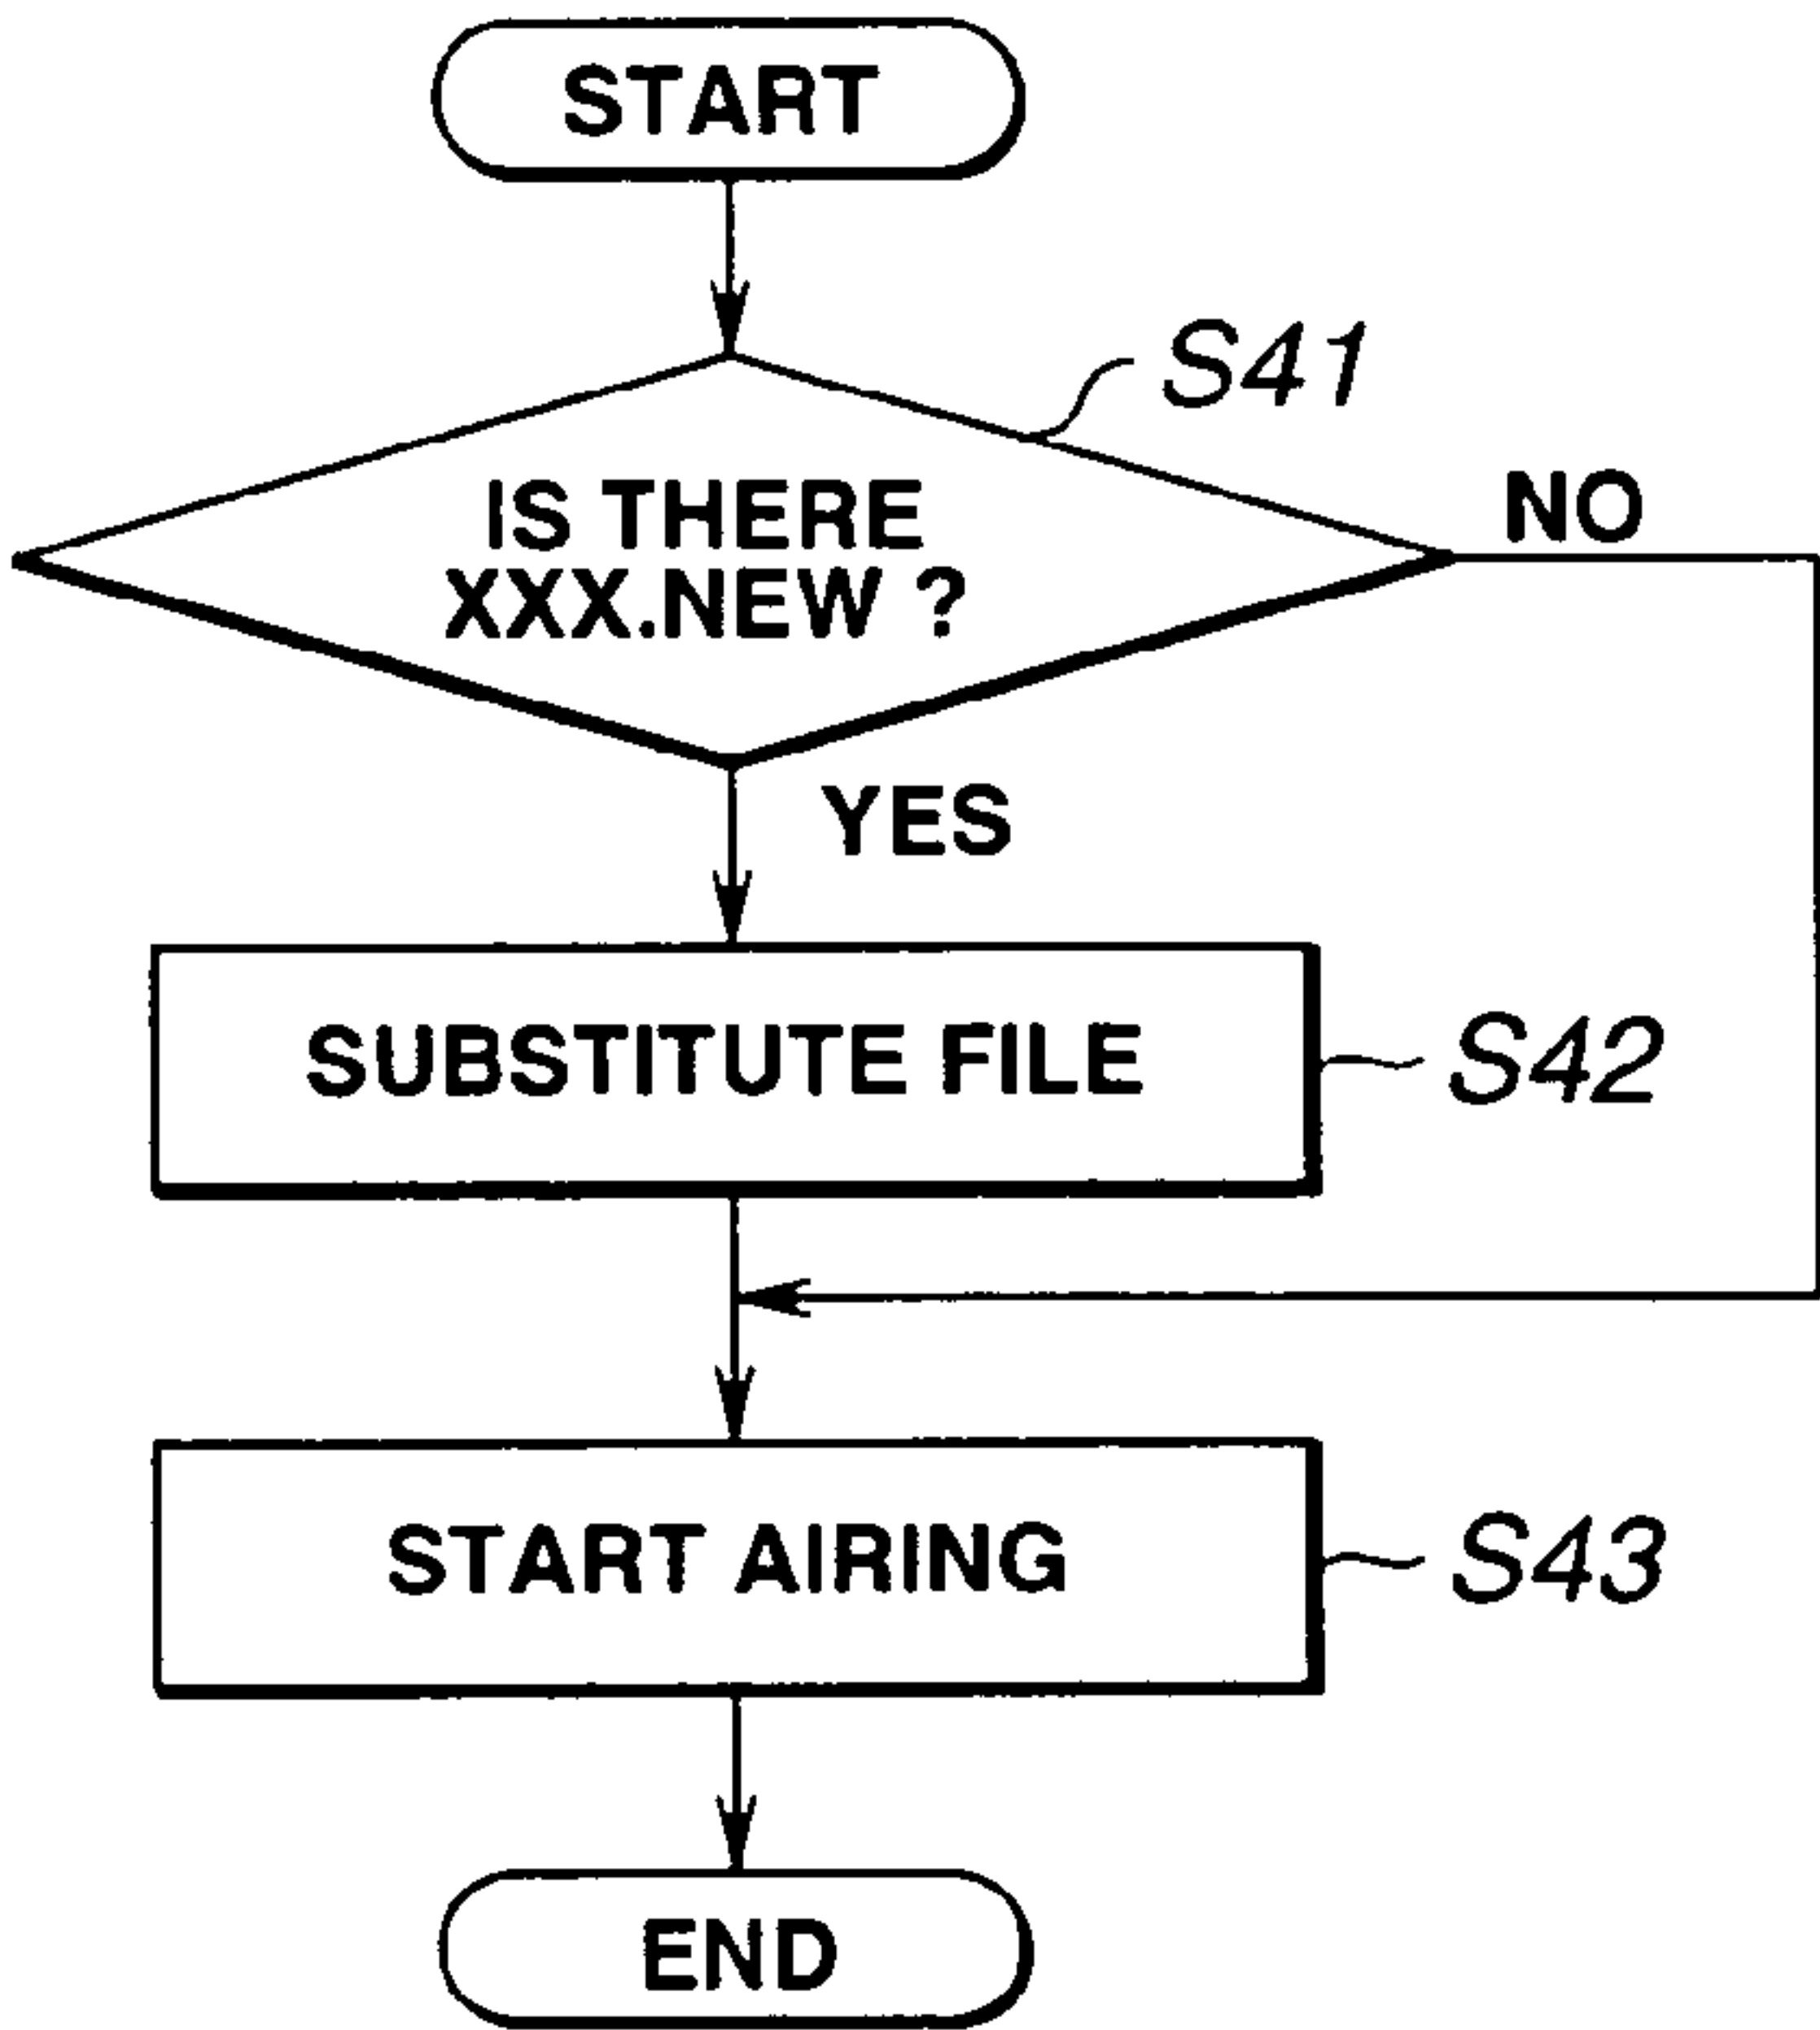 START
S41
IS THERE
XXX.NEW ?
NO
YES
SUBSTITUTE FILE
S42
START AIRING
S43
END